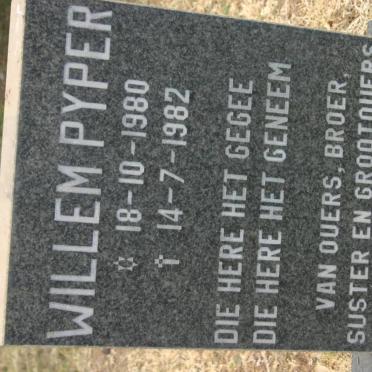 WILLEM PYPER
☼ 18-10-1980
† 14-7-1982
DIE HERE HET GEGEE
DIE HERE HET GENEEM
VAN OUERS, BROER,
SUSTER EN GROOTOUERS